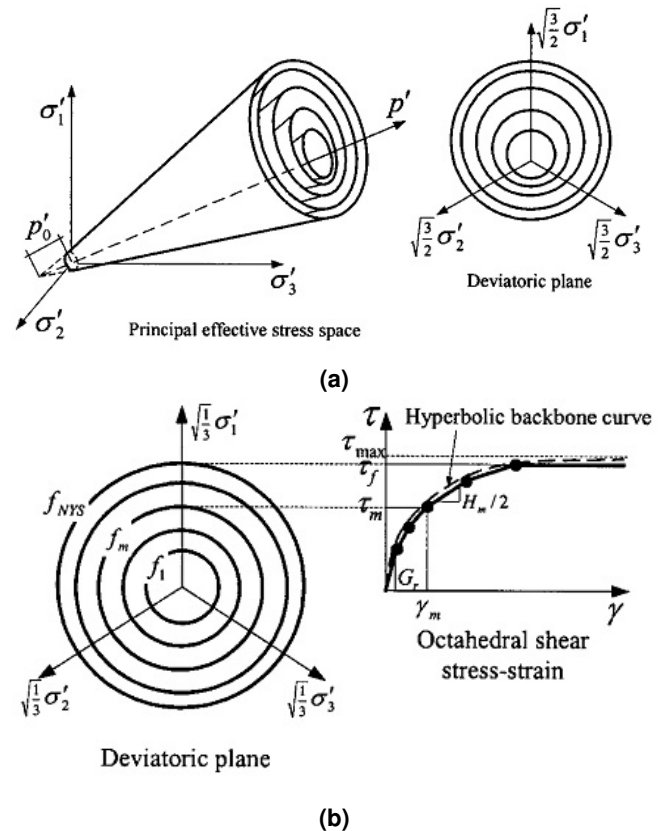 √3/2 σ′1
σ′1
p′
p′0
σ′3
σ′2
√3/2 σ′2
√3/2 σ′3
Deviatoric plane
Principal effective stress space
(a)
√1/3 σ′1
τ
Hyperbolic backbone curve
τmax
τf
fNYS
τm
Hm/2
fm
f1
Gr
γm
γ
Octahedral shear
stress-strain
√1/3 σ′2
√1/3 σ′3
Deviatoric plane
(b)